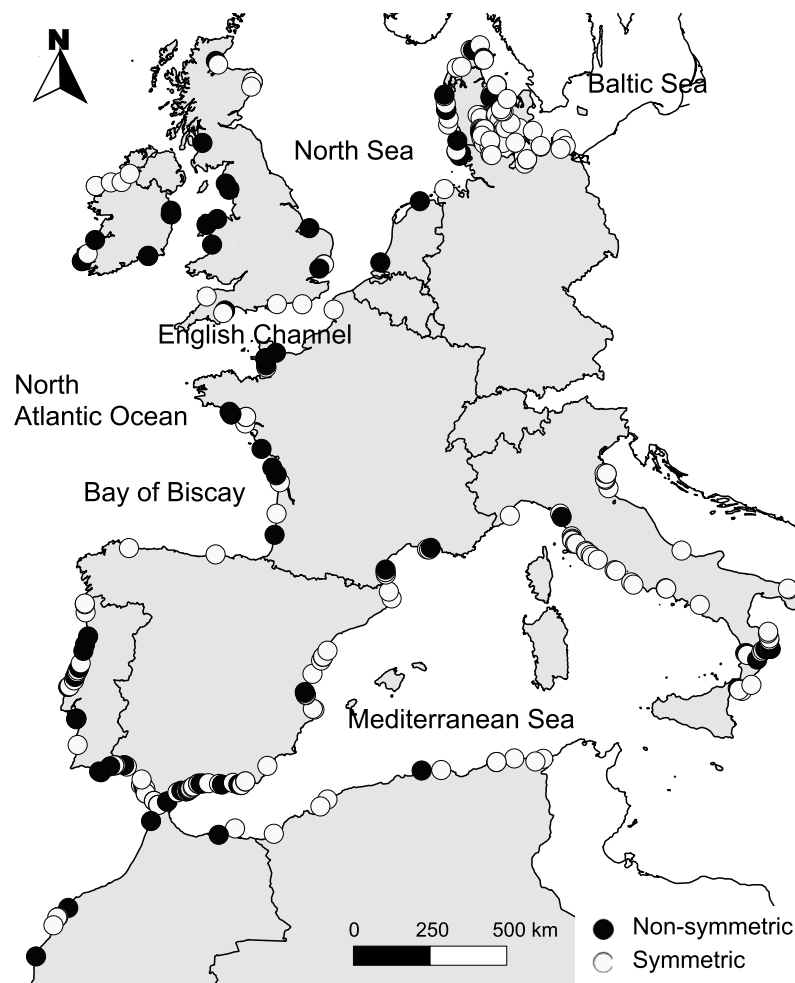 N
Baltic Sea
North Sea
English Channel
North
Atlantic Ocean
Bay of Biscay
Mediterranean Sea
0 250 500 km
Non-symmetric
Symmetric